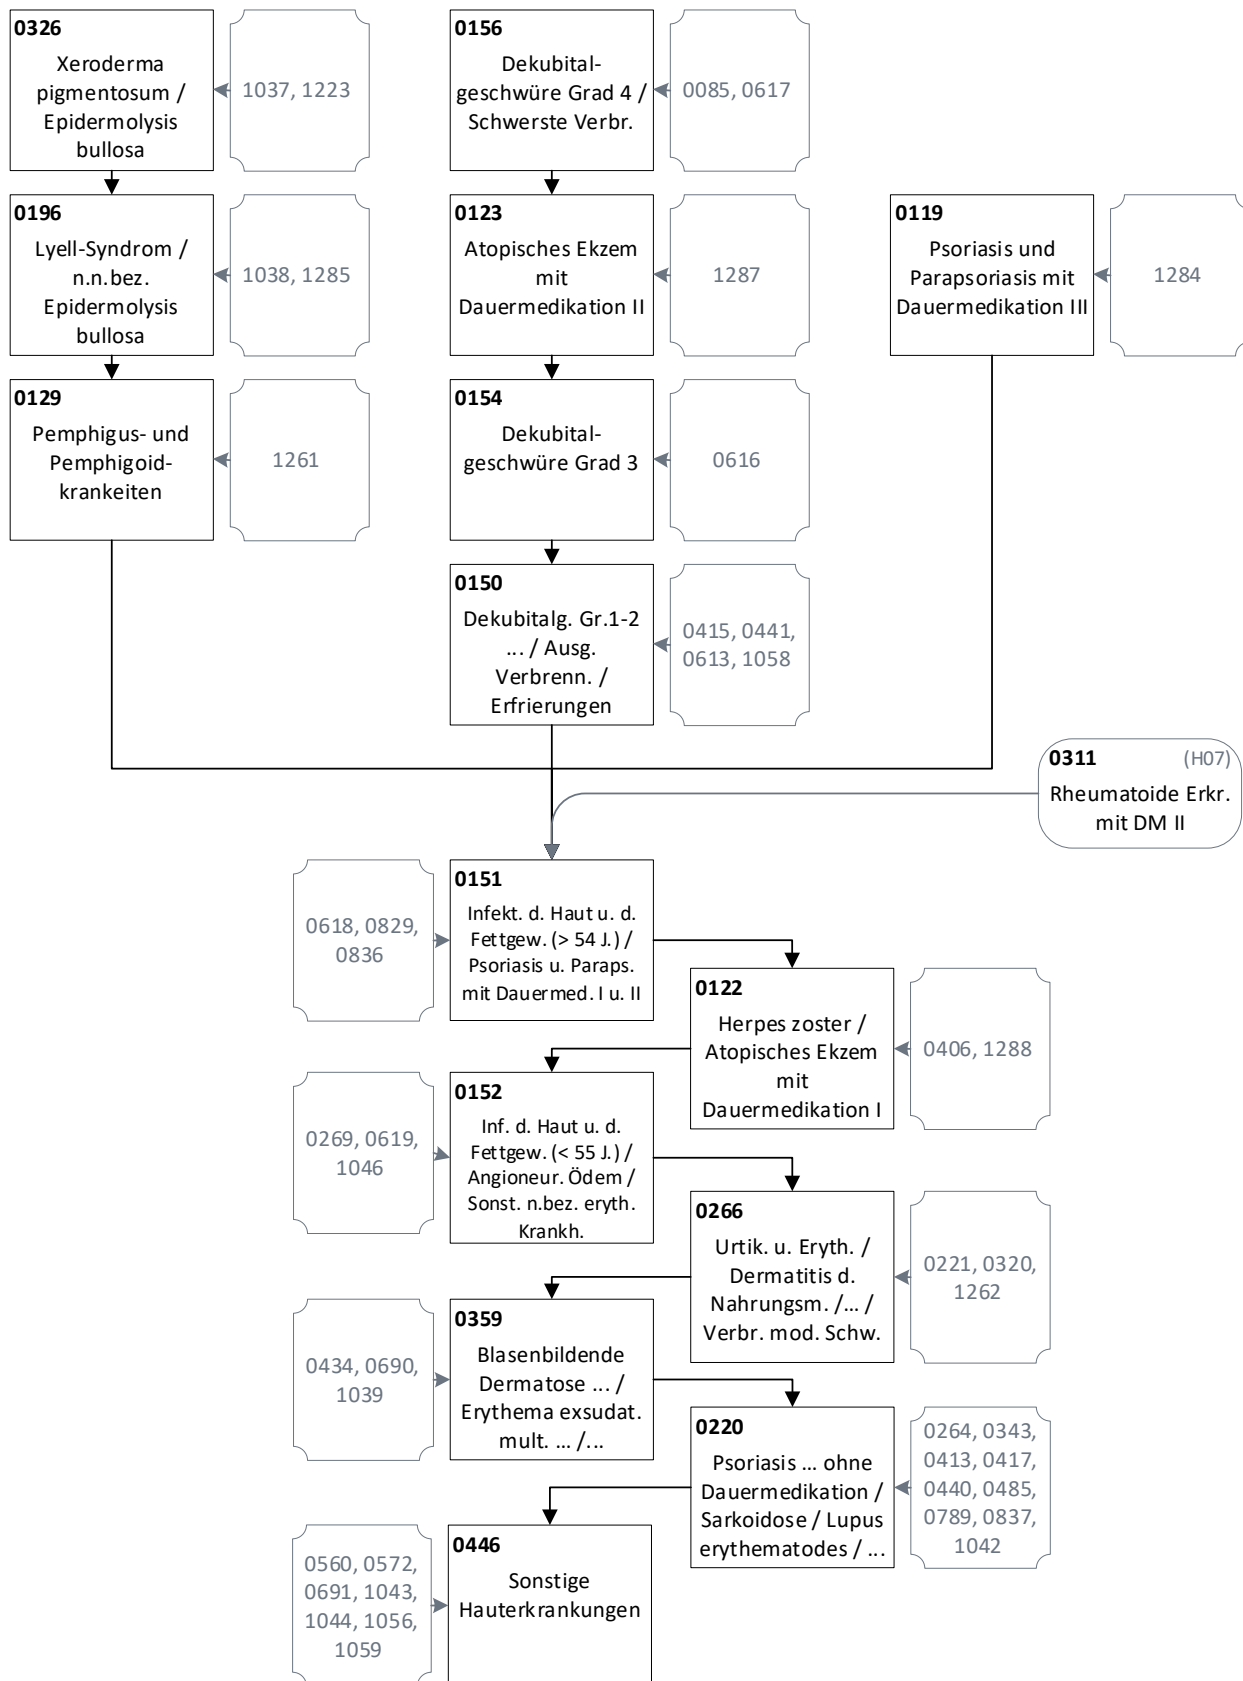 0326
Xeroderma
pigmentosum /
Epidermolysis
bullosa
1037, 1223
0156
Dekubital-
geschwüre Grad 4 /
Schwerste Verbr.
0085, 0617
0196
Lyell-Syndrom /
n.n.bez.
Epidermolysis
bullosa
1038, 1285
0123
Atopisches Ekzem
mit
Dauermedikation II
1287
0119
Psoriasis und
Parapsoriasis mit
Dauermedikation III
1284
0129
Pemphigus- und
Pemphigoid-
krankeiten
1261
0154
Dekubital-
geschwüre Grad 3
0616
0150
Dekubitalg. Gr.1-2
... / Ausg.
Verbrenn. /
Erfrierungen
0415, 0441,
0613, 1058
0311 (H07)
Rheumatoide Erkr.
mit DM II
0618, 0829,
0836
0151
Infekt. d. Haut u. d.
Fettgew. (> 54 J.) /
Psoriasis u. Paraps.
mit Dauermed. I u. II
0122
Herpes zoster /
Atopisches Ekzem
mit
Dauermedikation I
0406, 1288
0269, 0619,
1046
0152
Inf. d. Haut u. d.
Fettgew. (< 55 J.) /
Angioneur. Ödem /
Sonst. n.bez. eryth.
Krankh.
0266
Urtik. u. Eryth. /
Dermatitis d.
Nahrungsm. /... /
Verbr. mod. Schw.
0221, 0320,
1262
0434, 0690,
1039
0359
Blasenbildende
Dermatose ... /
Erythema exsudat.
mult. ... /...
0220
Psoriasis ... ohne
Dauermedikation /
Sarkoidose / Lupus
erythematodes / ...
0264, 0343,
0413, 0417,
0440, 0485,
0789, 0837,
1042
0560, 0572,
0691, 1043,
1044, 1056,
1059
0446
Sonstige
Hauterkrankungen